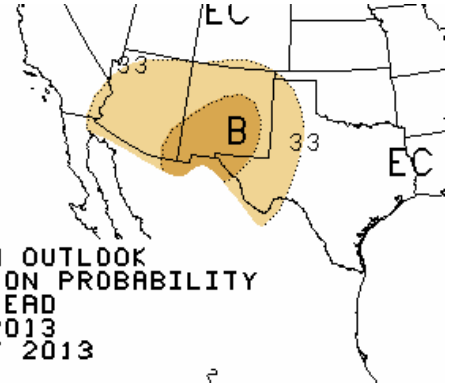 EC
33
B
33
EC
OUTLOOK
ON PROBABILITY
EAD
2013
2013